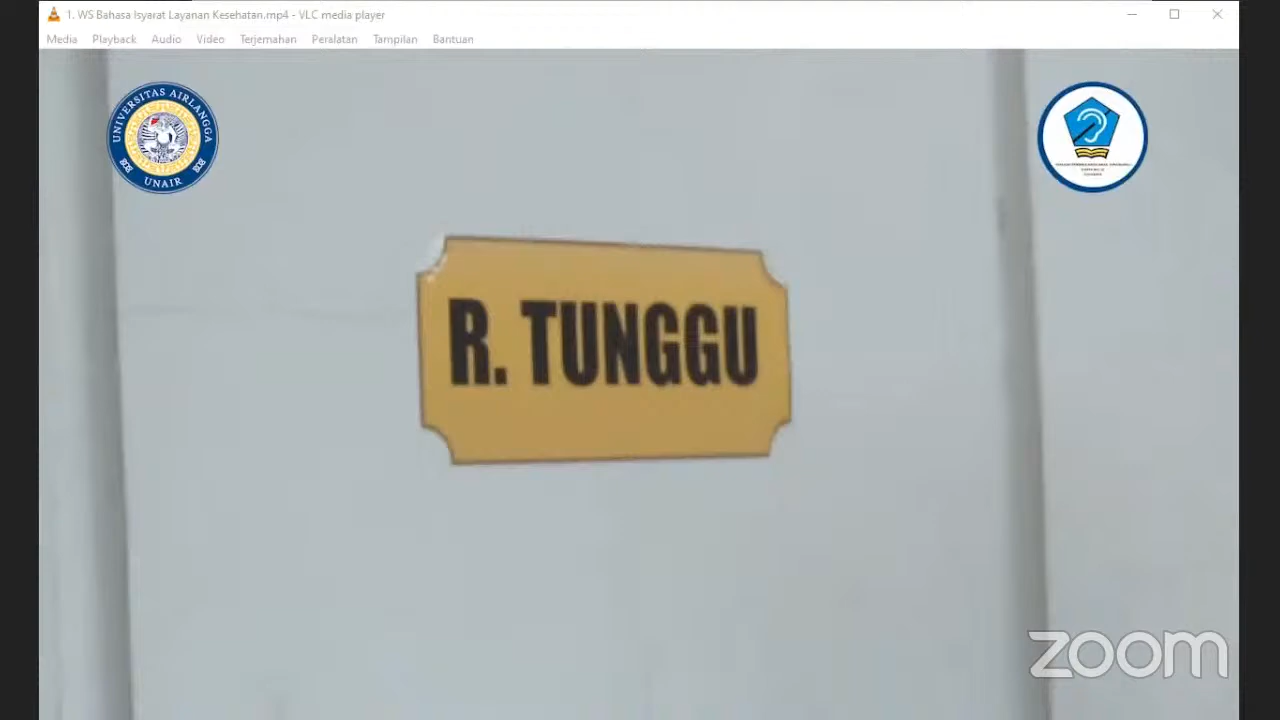 1. WS Bahasa Isyarat Layanan Kesehatan.mp4 - VLC media player
Media Playback Audio Video Terjemahan Peralatan Tampilan Bantuan
UNIVERSITAS AIRLANGGA
UNAIR
R. TUNGGU
zoom